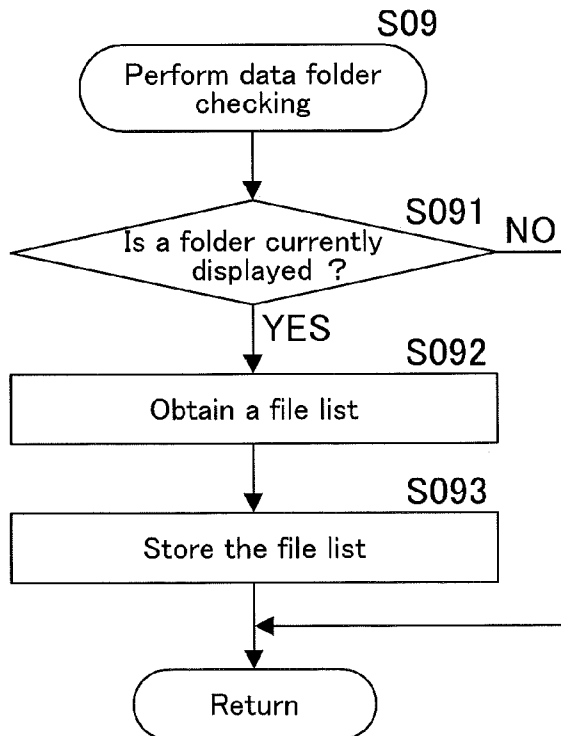 S09
Perform data folder
checking
S091
Is a folder currently
displayed ?
NO
YES
S092
Obtain a file list
S093
Store the file list
Return